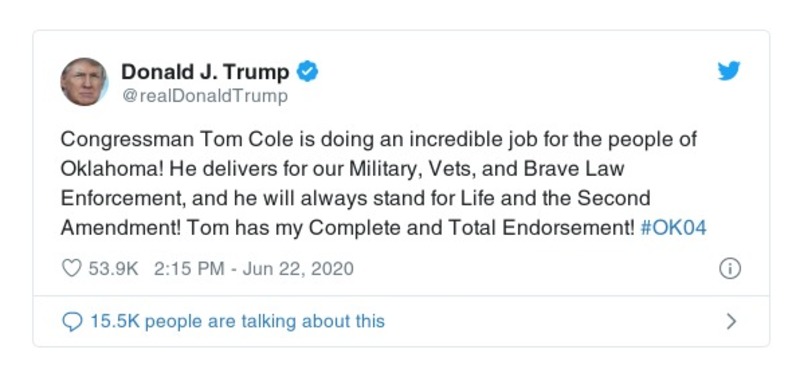 Donald J. Trump
@realDonaldTrump
Congressman Tom Cole is doing an incredible job for the people of
Oklahoma! He delivers for our Military, Vets, and Brave Law
Enforcement, and he will always stand for Life and the Second
Amendment! Tom has my Complete and Total Endorsement! #OK04
53.9K 2:15 PM - Jun 22, 2020
15.5K people are talking about this